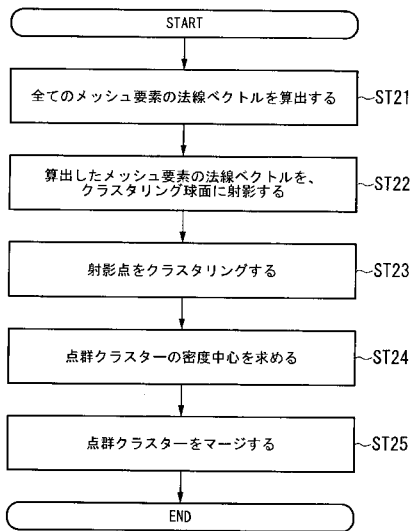 START
全てのメッシュ要素の法線ベクトルを算出する
ST21
算出したメッシュ要素の法線ベクトルを、
クラスタリング球面に射影する
ST22
射影点をクラスタリングする
ST23
点群クラスターの密度中心を求める
ST24
点群クラスターをマージする
ST25
END